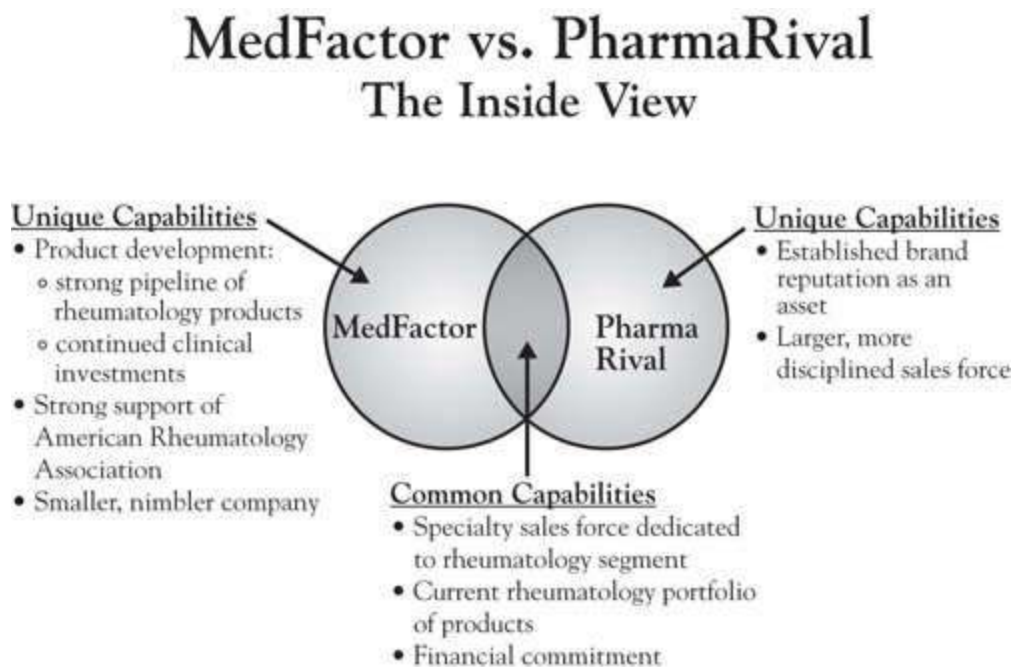 MedFactor vs. PharmaRival
The Inside View
Unique Capabilities
• Product development:
∘ strong pipeline of
rheumatology products
∘ continued clinical
investments
• Strong support of
American Rheumatology
Association
• Smaller, nimbler company
MedFactor
Pharma
Rival
Unique Capabilities
• Established brand
reputation as an
asset
• Larger, more
disciplined sales force
Common Capabilities
• Specialty sales force dedicated
to rheumatology segment
• Current rheumatology portfolio
of products
• Financial commitment